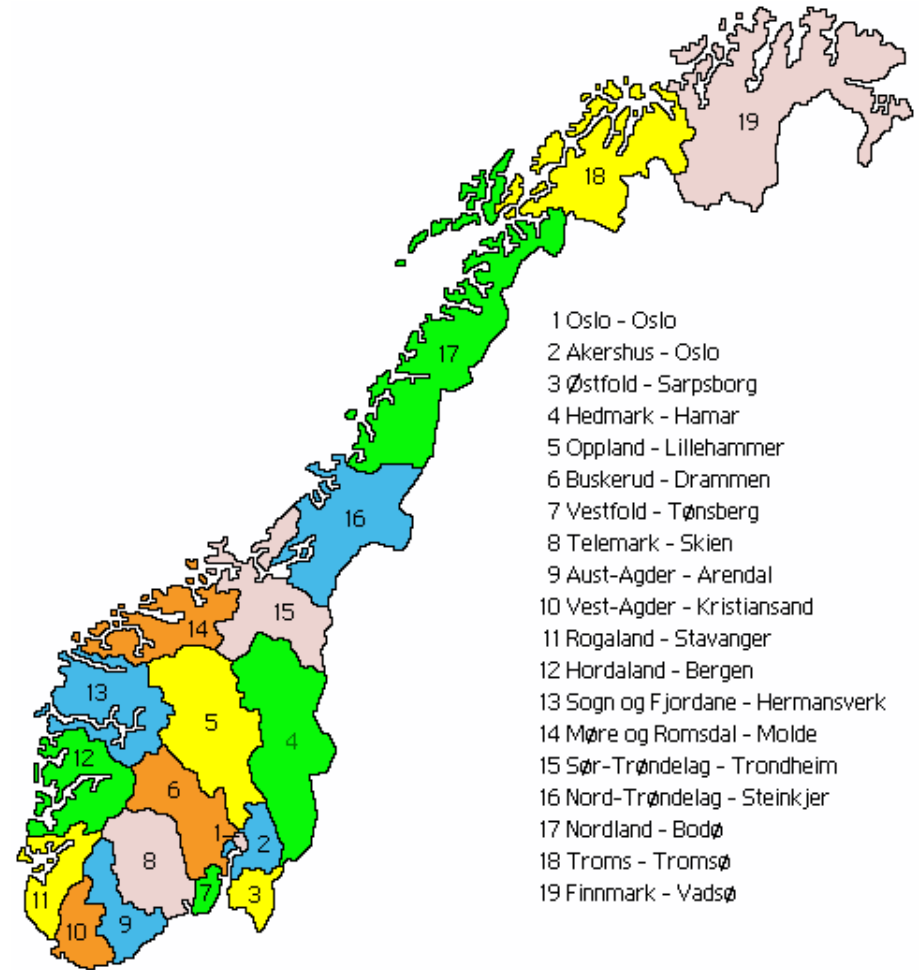 19
18
17
16
15
14
13
5
4
12
6
1
2
8
7
3
11
10
9
1 Oslo - Oslo
2 Akershus - Oslo
3 Østfold - Sarpsborg
4 Hedmark - Hamar
5 Oppland - Lillehammer
6 Buskerud - Drammen
7 Vestfold - Tønsberg
8 Telemark - Skien
9 Aust-Agder - Arendal
10 Vest-Agder - Kristiansand
11 Rogaland - Stavanger
12 Hordaland - Bergen
13 Sogn og Fjordane - Hermansverk
14 Møre og Romsdal - Molde
15 Sør-Trøndelag - Trondheim
16 Nord-Trøndelag - Steinkjer
17 Nordland - Bodø
18 Troms - Tromsø
19 Finnmark - Vadsø